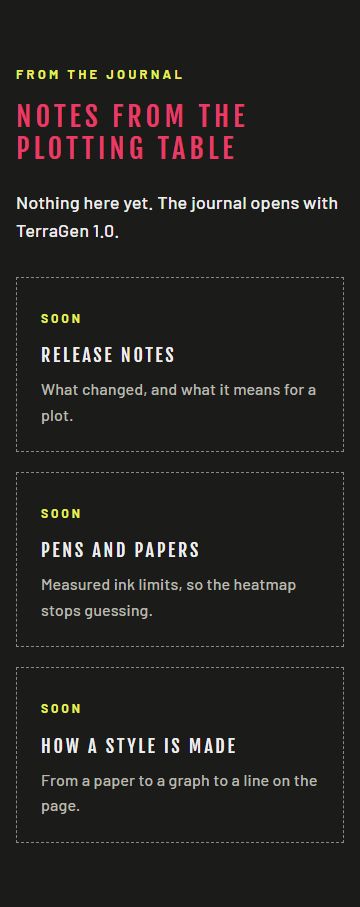 FROM THE JOURNAL
NOTES FROM THE
PLOTTING TABLE
Nothing here yet. The journal opens with
TerraGen 1.0.
SOON
RELEASE NOTES
What changed, and what it means for a
plot.
SOON
PENS AND PAPERS
Measured ink limits, so the heatmap
stops guessing.
SOON
HOW A STYLE IS MADE
From a paper to a graph to a line on the
page.